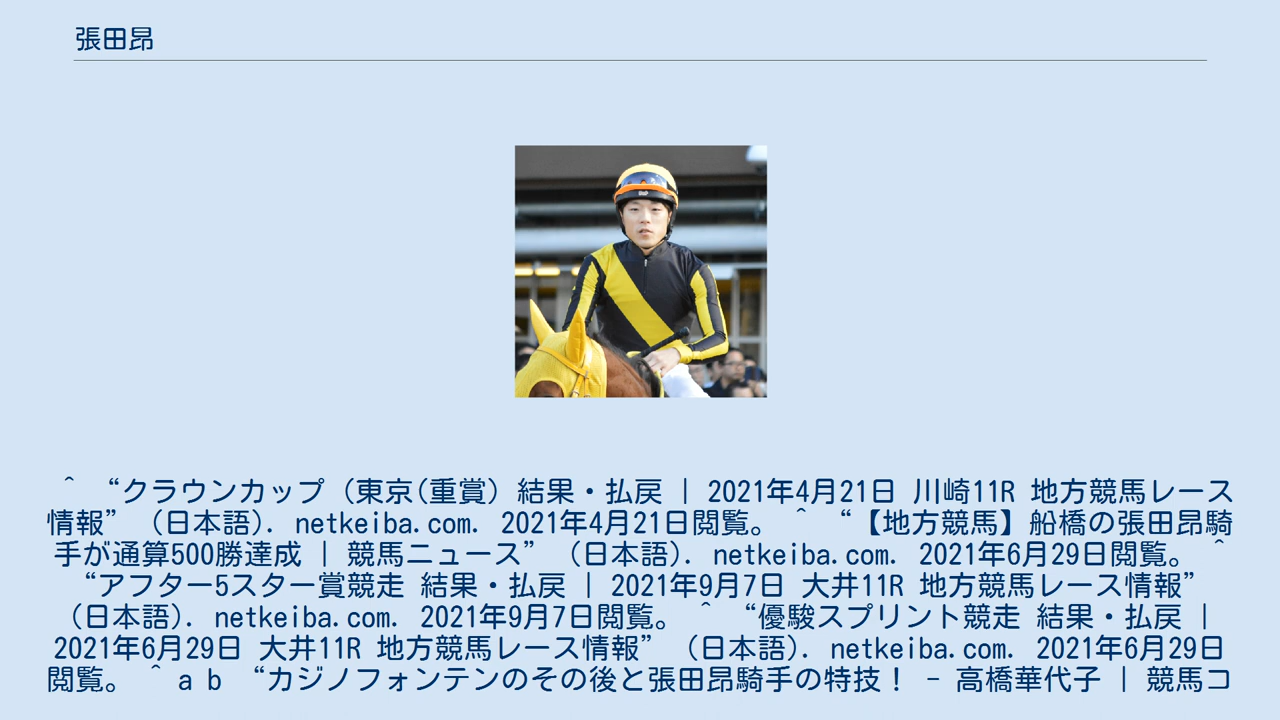 張田昂
^ “クラウンカップ (東京(重賞) 結果・払戻 | 2021年4月21日 川崎11R 地方競馬レース
情報” (日本語). netkeiba.com. 2021年4月21日閲覧。 ^ “【地方競馬】船橋の張田昂騎
手が通算500勝達成 | 競馬ニュース” (日本語). netkeiba.com. 2021年6月29日閲覧。 ^
“アフター5スター賞競走 結果・払戻 | 2021年9月7日 大井11R 地方競馬レース情報”
(日本語). netkeiba.com. 2021年9月7日閲覧。 ^ “優駿スプリント競走 結果・払戻 |
2021年6月29日 大井11R 地方競馬レース情報” (日本語). netkeiba.com. 2021年6月29日
閲覧。 ^ a b “カジノフォンテンのその後と張田昂騎手の特技！ - 高橋華代子 | 競馬コ